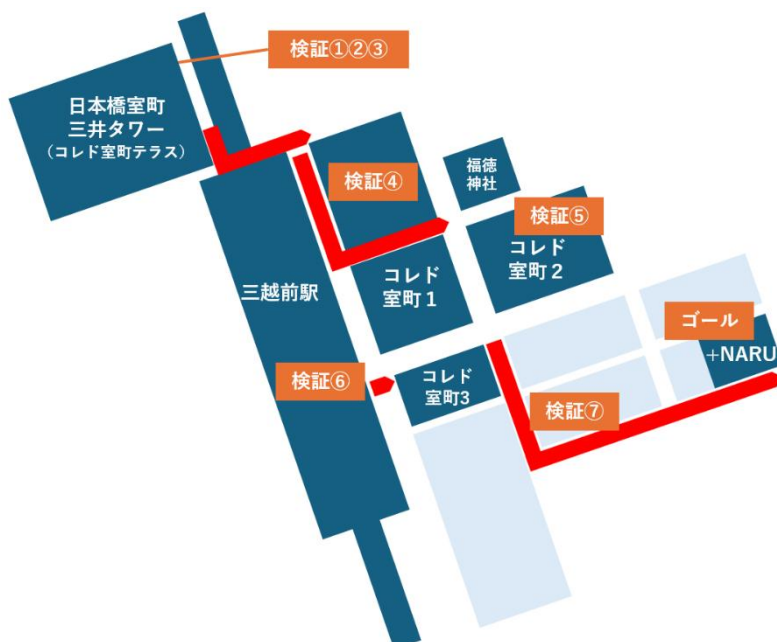 検証①②③
日本橋室町
三井タワー
（コレド室町テラス）
検証④
福徳
神社
検証⑤
コレド
室町２
コレド
室町１
三越前駅
ゴール
+NARU
検証⑥
コレド
室町3
検証⑦